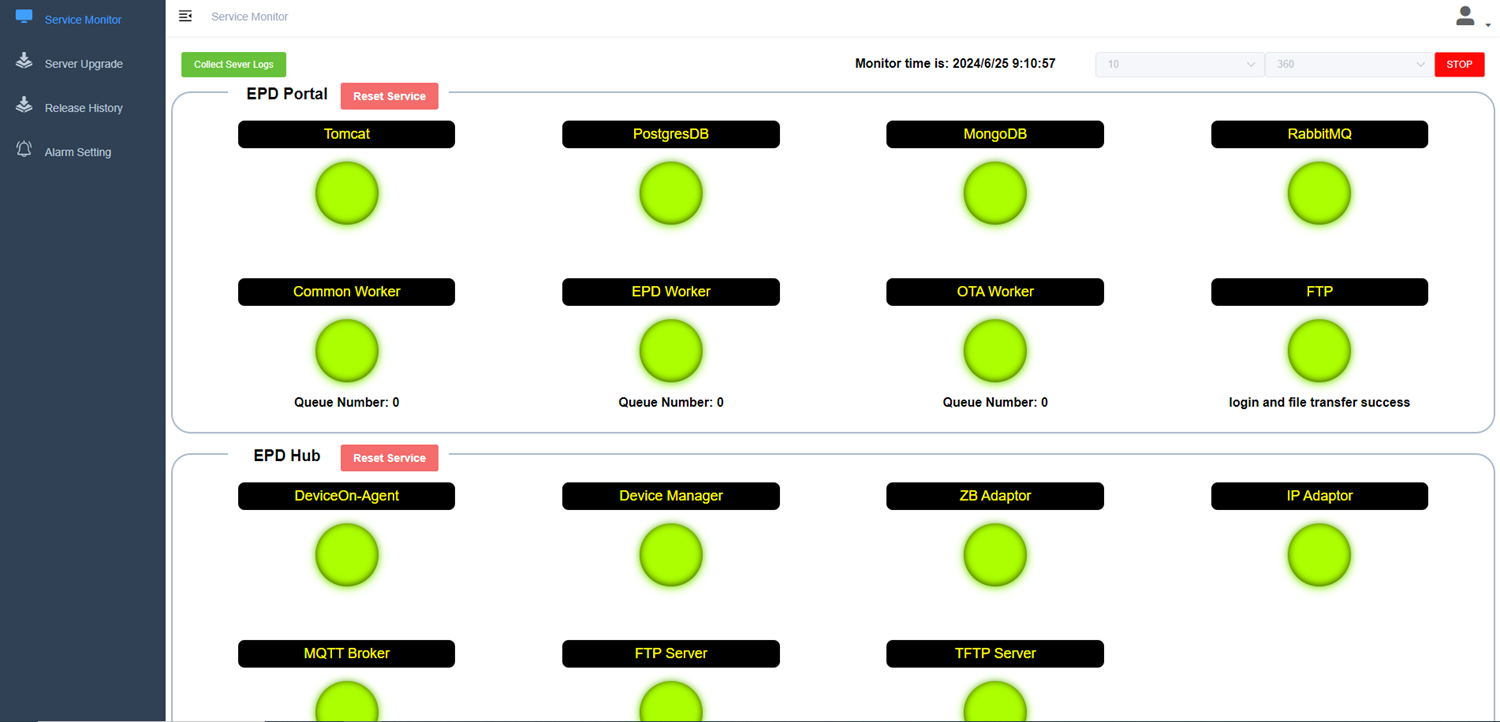 Service Monitor
Server Upgrade
Release History
Alarm Setting
Service Monitor
Collect Sever Logs
Monitor time is: 2024/6/25 9:10:57
10
360
STOP
EPD Portal
Reset Service
Tomcat
PostgresDB
MongoDB
RabbitMQ
Common Worker
EPD Worker
OTA Worker
FTP
Queue Number: 0
Queue Number: 0
Queue Number: 0
login and file transfer success
EPD Hub
Reset Service
DeviceOn-Agent
Device Manager
ZB Adaptor
IP Adaptor
MQTT Broker
FTP Server
TFTP Server